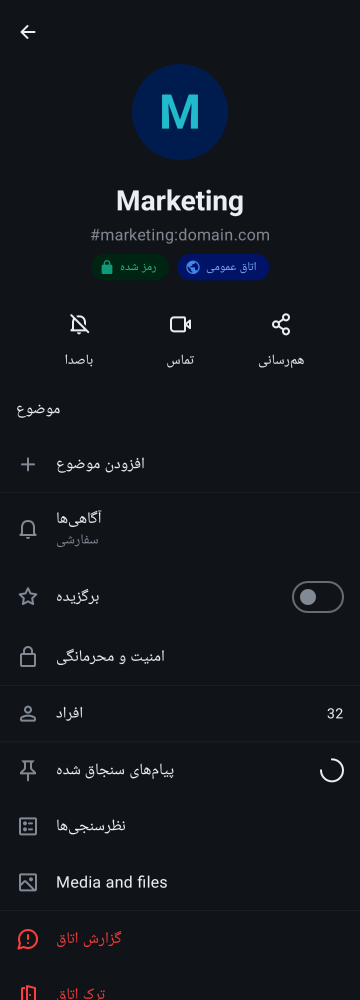 M
Marketing
#marketing:domain.com
رمز شده
اتاق عمومی
باصدا
تماس
هم‌رسانی
موضوع
افزودن موضوع
آگاهی‌ها
سفارشی
برگزیده
امنیت و محرمانگی
افراد
32
پیام‌های سنجاق شده
نظرسنجی‌ها
Media and files
گزارش اتاق
ترک اتاق